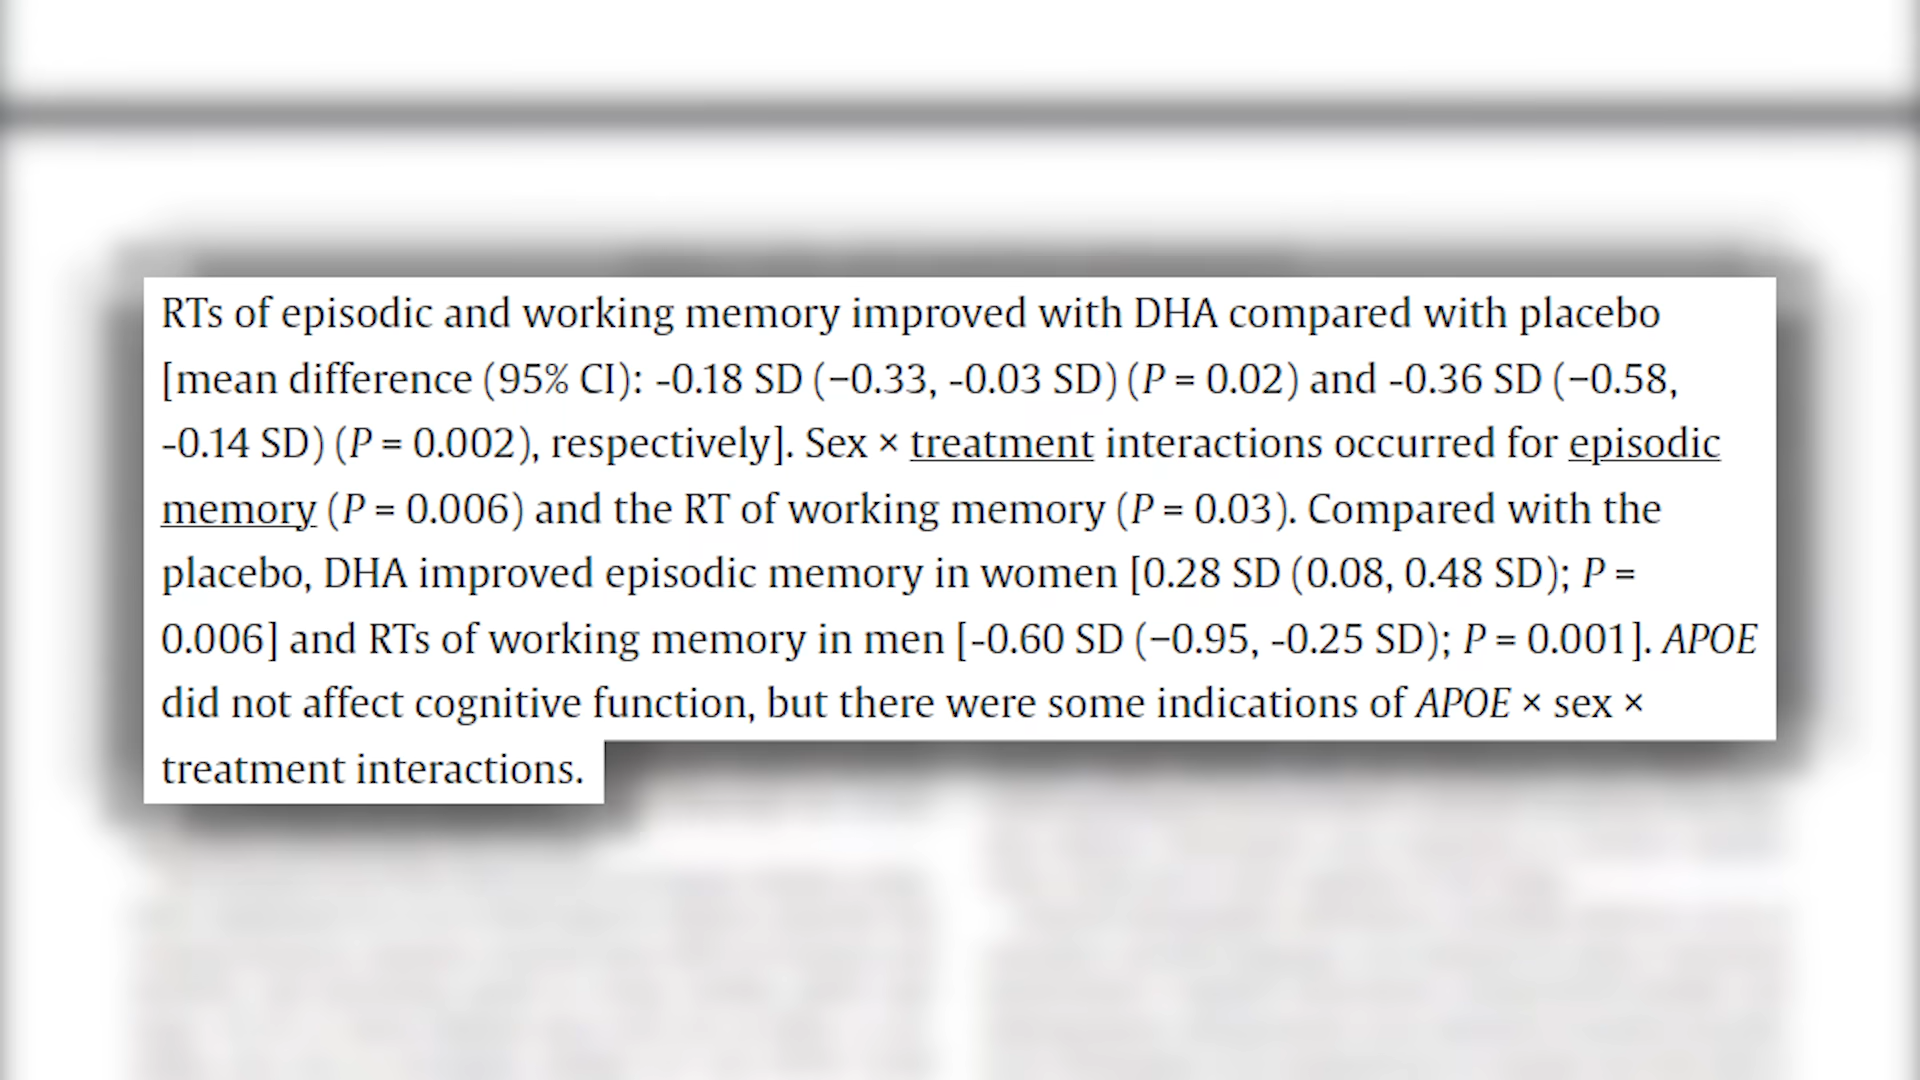 RTs of episodic and working memory improved with DHA compared with placebo
[mean difference (95% CI): -0.18 SD (−0.33, -0.03 SD) (P = 0.02) and -0.36 SD (−0.58,
-0.14 SD) (P = 0.002), respectively]. Sex × treatment interactions occurred for episodic
memory (P = 0.006) and the RT of working memory (P = 0.03). Compared with the
placebo, DHA improved episodic memory in women [0.28 SD (0.08, 0.48 SD); P =
0.006] and RTs of working memory in men [-0.60 SD (−0.95, -0.25 SD); P = 0.001]. APOE
did not affect cognitive function, but there were some indications of APOE × sex ×
treatment interactions.